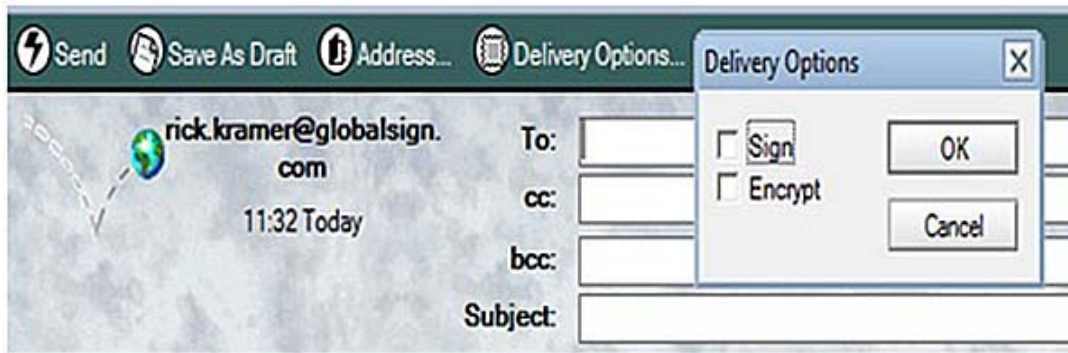 Send Save As Draft Address... Delivery Options...
Delivery Options
Sign OK
Encrypt
Cancel
rick.kramer@globalsign.
com
11:32 Today
To:
cc:
bcc:
Subject: